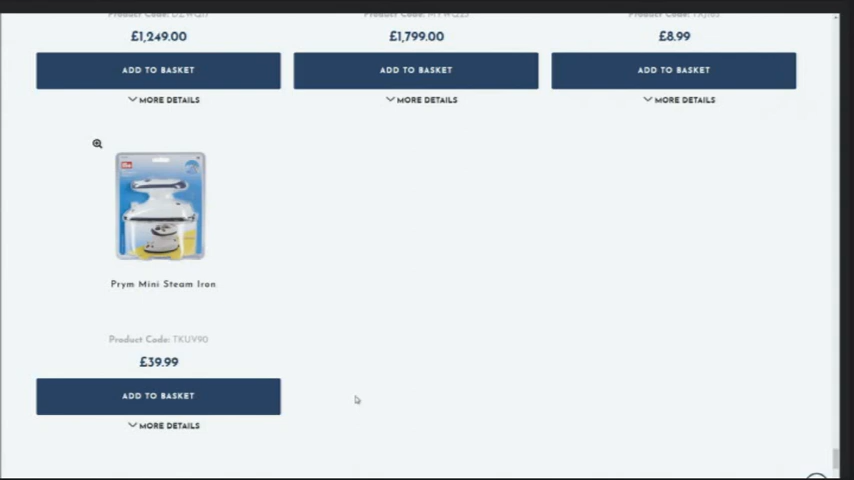 £1,249.00
£1,799.00
£8.99
ADD TO BASKET
ADD TO BASKET
ADD TO BASKET
MORE DETAILS
MORE DETAILS
MORE DETAILS
Prym Mini Steam Iron
Product Code: TKUV90
£39.99
ADD TO BASKET
MORE DETAILS